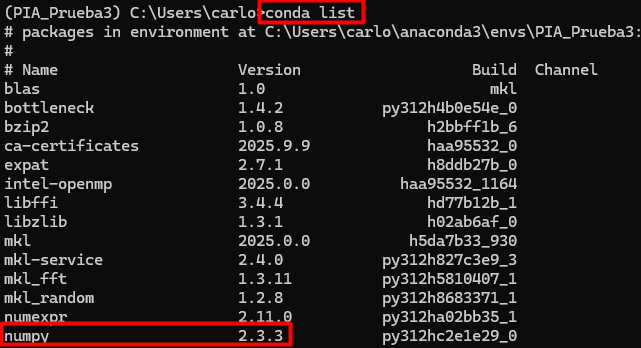 (PIA_Prueba3) C:\Users\carlo>conda list
# packages in environment at C:\Users\carlo\anaconda3\envs\PIA_Prueba3:
#
# Name                    Version                   Build  Channel
blas                      1.0                         mkl
bottleneck                1.4.2           py312h4b0e54e_0
bzip2                     1.0.8                h2bbff1b_6
ca-certificates           2025.9.9             haa95532_0
expat                     2.7.1                h8ddb27b_0
intel-openmp              2025.0.0          haa95532_1164
libffi                    3.4.4                hd77b12b_1
libzlib                   1.3.1                h02ab6af_0
mkl                       2025.0.0           h5da7b33_930
mkl-service               2.4.0           py312h827c3e9_3
mkl_fft                   1.3.11          py312h5810407_1
mkl_random                1.2.8           py312h8683371_1
numexpr                   2.11.0          py312ha02bb35_1
numpy                     2.3.3           py312hc2e1e29_0